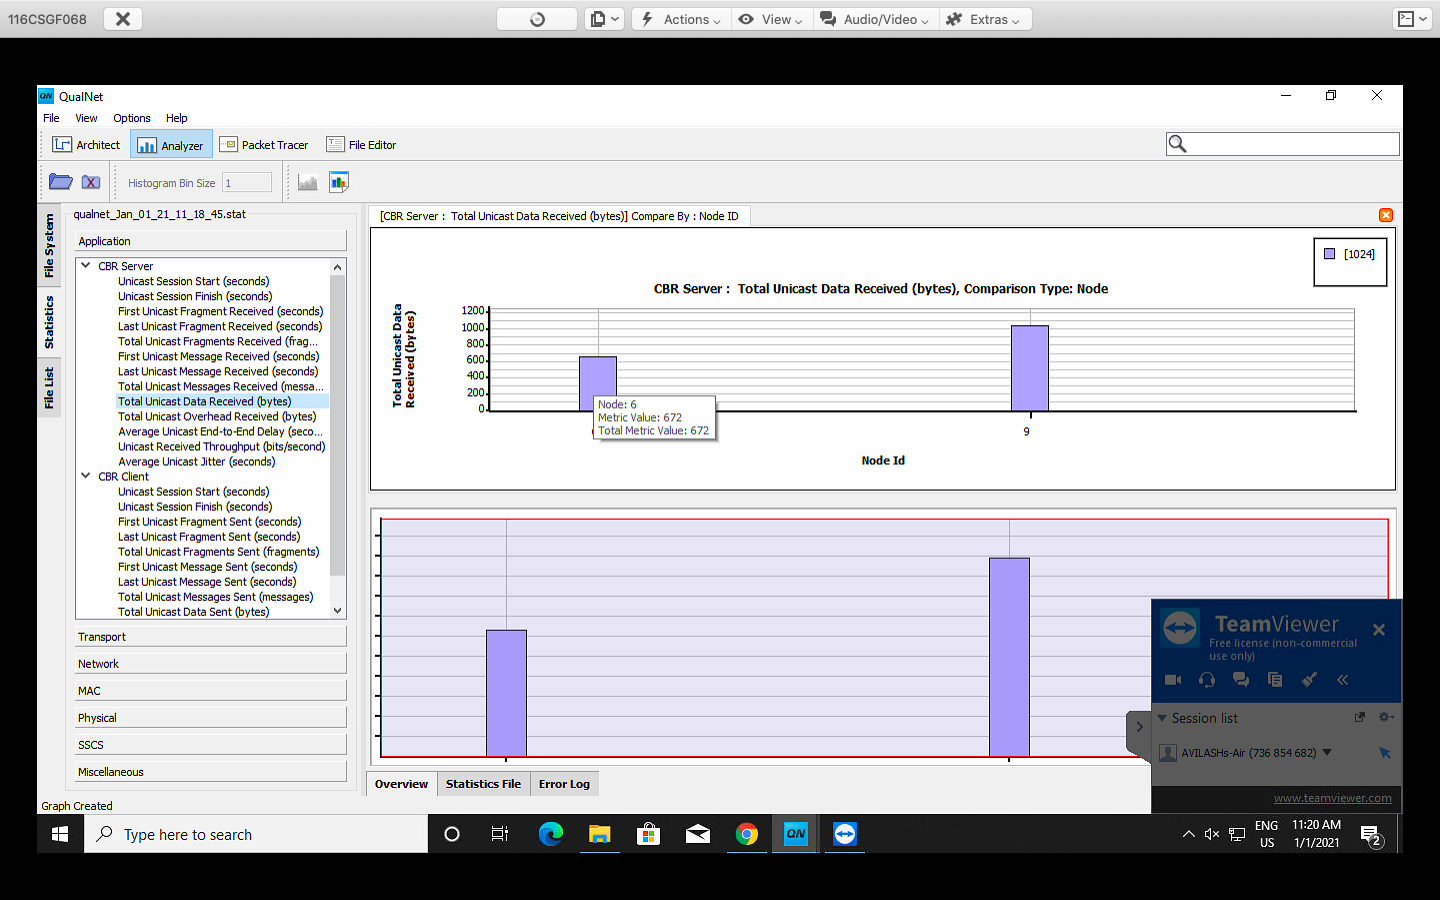 116CSGF068
Actions
View
Audio/Video
Extras
QN QualNet
File View Options Help
Architect
Analyzer
Packet Tracer
File Editor
Histogram Bin Size 1
File System
Statistics
File List
qualnet_Jan_01_21_11_18_45.stat
Application
CBR Server
Unicast Session Start (seconds)
Unicast Session Finish (seconds)
First Unicast Fragment Received (seconds)
Last Unicast Fragment Received (seconds)
Total Unicast Fragments Received (frag...
First Unicast Message Received (seconds)
Last Unicast Message Received (seconds)
Total Unicast Messages Received (messa...
Total Unicast Data Received (bytes)
Total Unicast Overhead Received (bytes)
Average Unicast End-to-End Delay (seco...
Unicast Received Throughput (bits/second)
Average Unicast Jitter (seconds)
CBR Client
Unicast Session Start (seconds)
Unicast Session Finish (seconds)
First Unicast Fragment Sent (seconds)
Last Unicast Fragment Sent (seconds)
Total Unicast Fragments Sent (fragments)
First Unicast Message Sent (seconds)
Last Unicast Message Sent (seconds)
Total Unicast Messages Sent (messages)
Total Unicast Data Sent (bytes)
Transport
Network
MAC
Physical
SSCS
Miscellaneous
Graph Created
[CBR Server : Total Unicast Data Received (bytes)] Compare By : Node ID
[1024]
CBR Server : Total Unicast Data Received (bytes), Comparison Type: Node
Total Unicast Data
Received (bytes)
1200
1000
800
600
400
200
0
Node: 6
Metric Value: 672
Total Metric Value: 672
9
Node Id
Overview
Statistics File
Error Log
TeamViewer
Free license (non-commercial
use only)
Session list
AVILASHs-Air (736 854 682)
www.teamviewer.com
Type here to search
QN
ENG
US
11:20 AM
1/1/2021
2